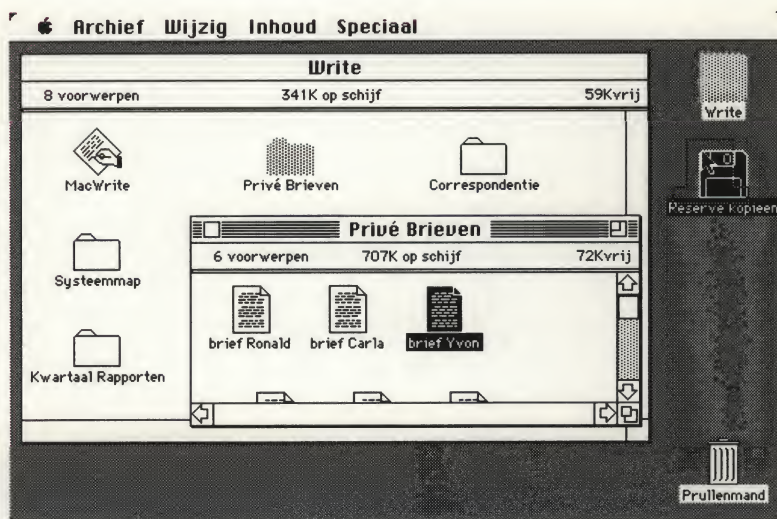 Archief Wijzig Inhoud Speciaal
Write
8 voorwerpen 341K op schijf 59Kvrij
Write
MacWrite Privé Brieven Correspondentie
Reserve kopieen
Privé Brieven
6 voorwerpen 707K op schijf 72Kvrij
Systeemmap
brief Ronald brief Carla brief Yvon
Kwartaal Rapporten
Prullenmand